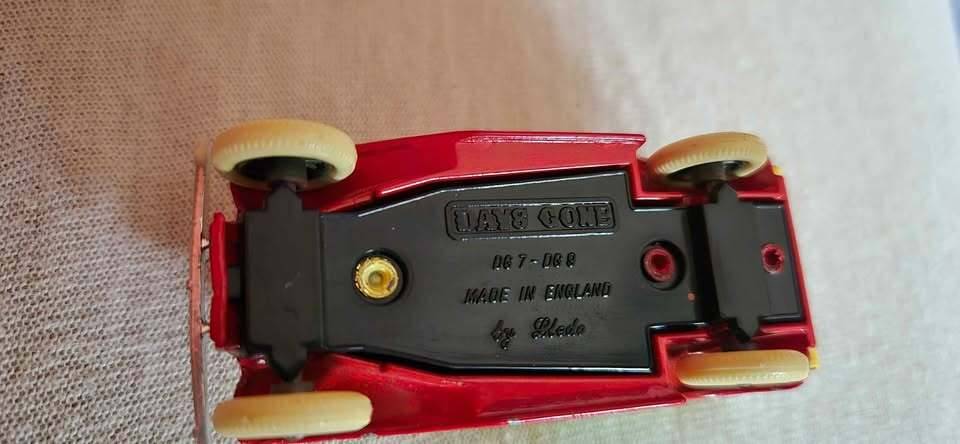 DAYS GONE
DG 7 - DG 8
MADE IN ENGLAND
by Lledo